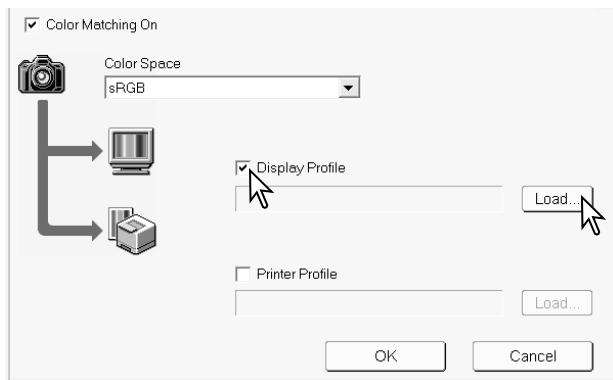 Color Matching On
Color Space
sRGB
Display Profile
Load...
Printer Profile
Load...
OK
Cancel